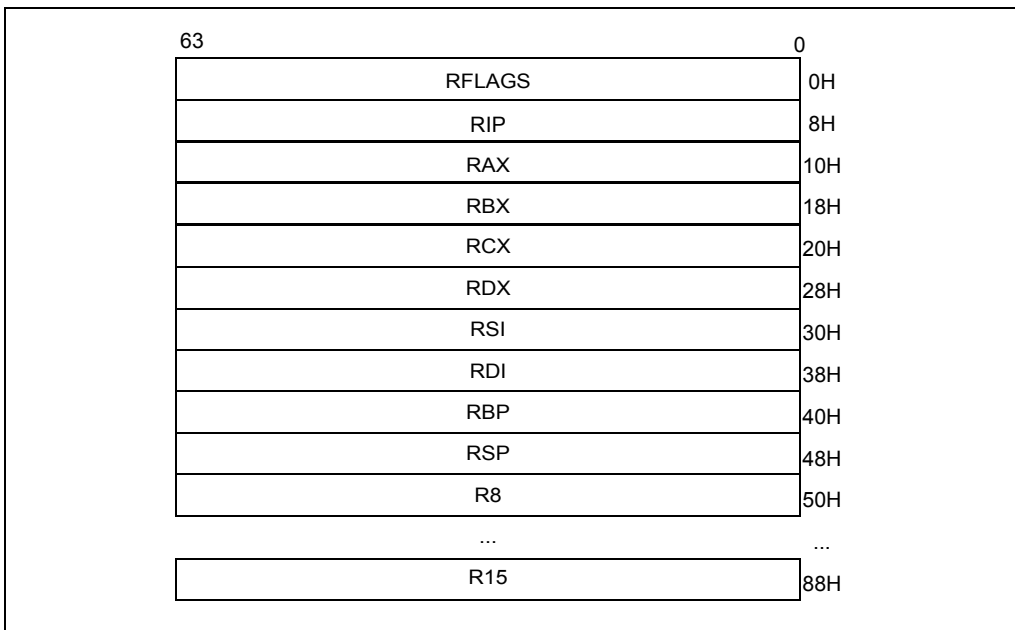 63 0
RFLAGS 0H
RIP 8H
RAX 10H
RBX 18H
RCX 20H
RDX 28H
RSI 30H
RDI 38H
RBP 40H
RSP 48H
R8 50H
... ...
R15 88H